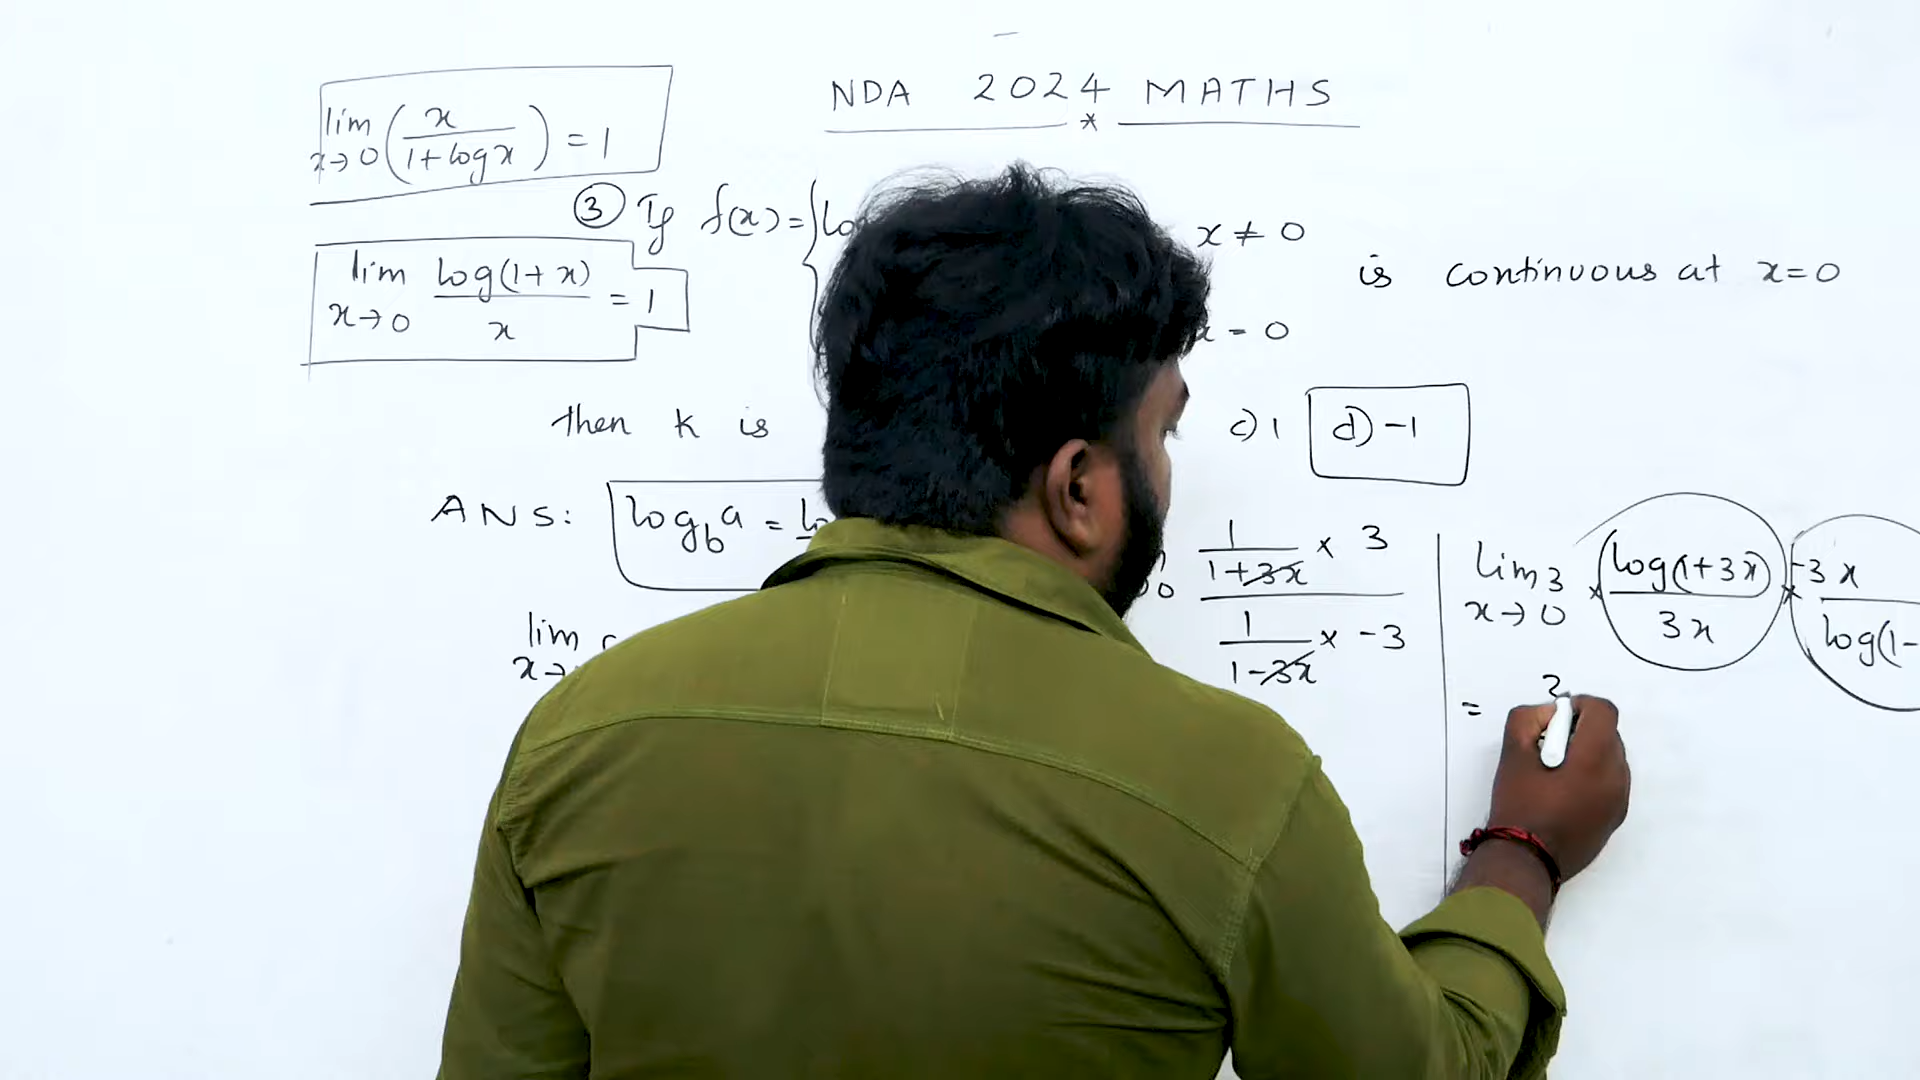 NDA 2024 MATHS
*
lim x→0 (x / 1+logx) = 1
③ If f(x) = { x ≠ 0
is continuous at x=0
lim x→0 log(1+x) / x = 1
x = 0
then k is c) 1 d) -1
ANS: log_b a =
1 / 1+3x × 3
1 / 1-3x × -3
lim x→0 3 × log(1+3x) / 3x × -3x / log(1-
lim
x→
= 3